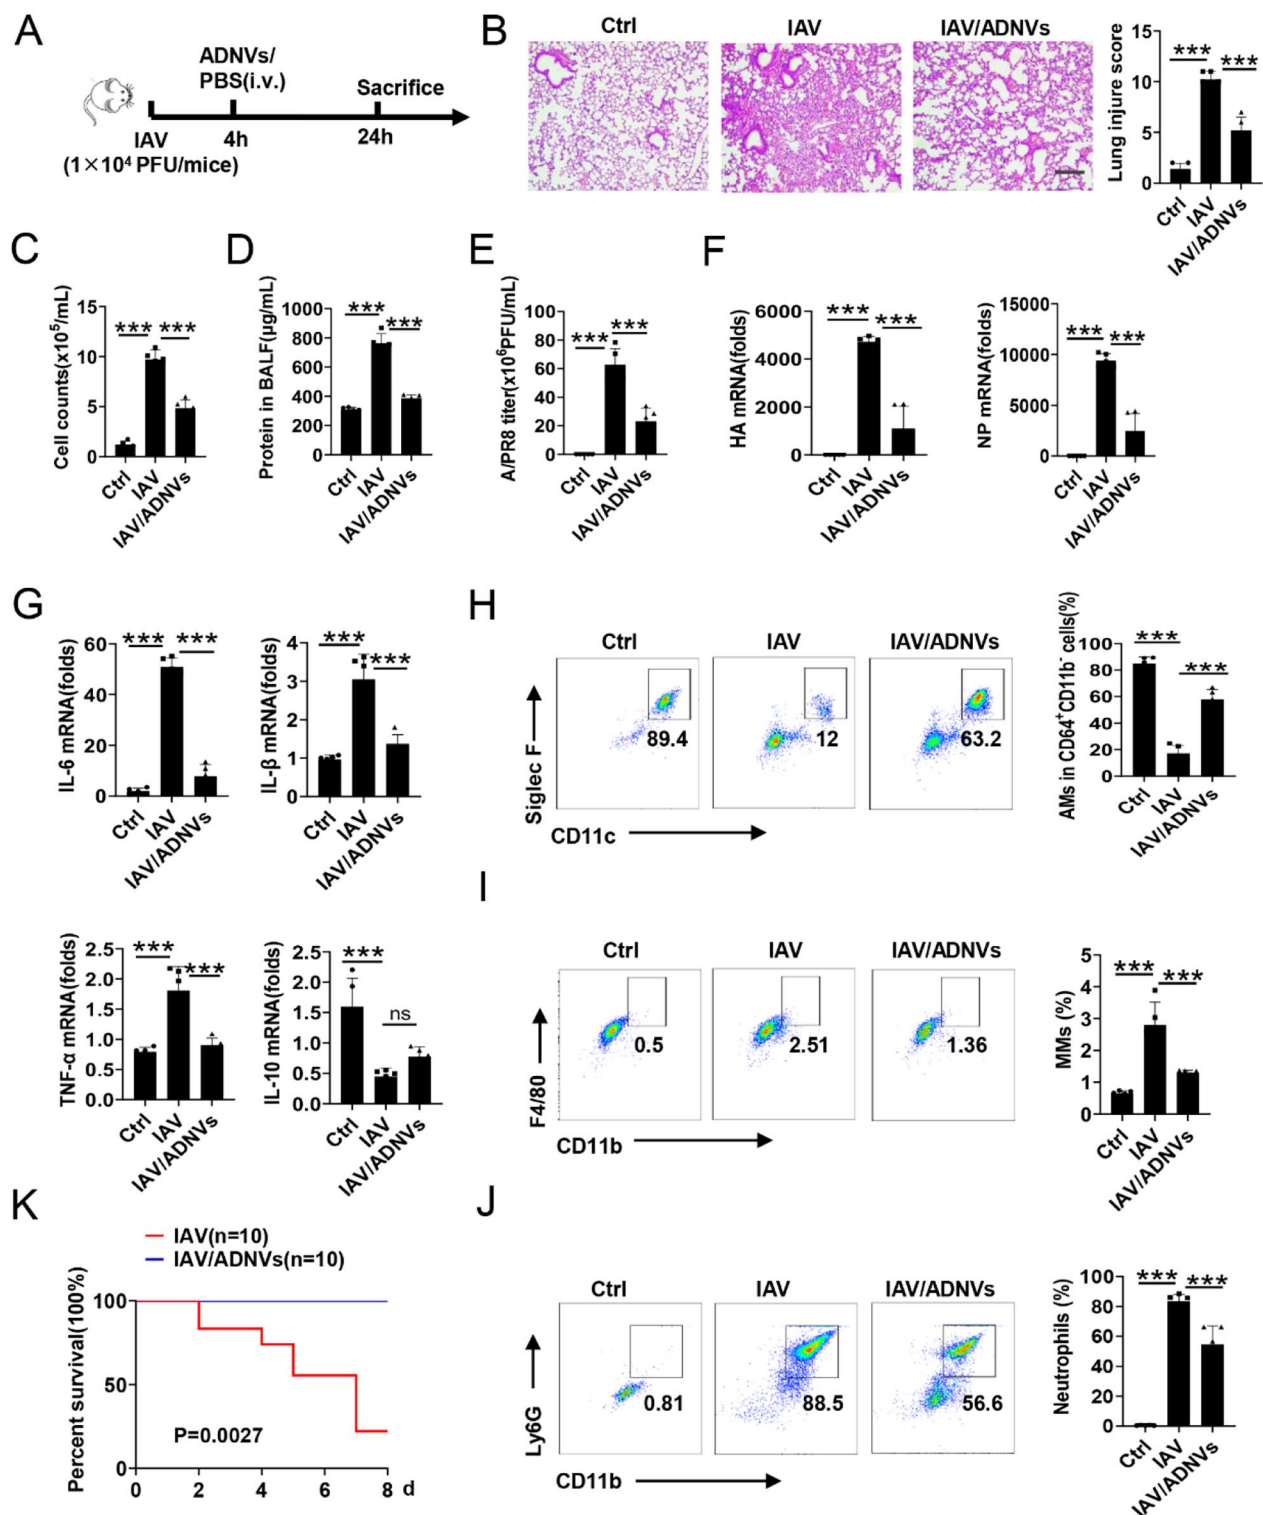 A
ADNVs/
PBS(i.v.)
Sacrifice
IAV
4h
24h
(1×10⁴ PFU/mice)
B
Ctrl
IAV
IAV/ADNVs
Lung injure score
15
10
5
0
***
***
Ctrl
IAV
IAV/ADNVs
C
Cell counts(x10⁵/mL)
15
10
5
0
***
***
Ctrl
IAV
IAV/ADNVs
D
Protein in BALF(μg/mL)
1000
800
600
400
200
0
***
***
Ctrl
IAV
IAV/ADNVs
E
A/PR8 titer(x10⁶PFU/mL)
100
80
60
40
20
0
***
***
Ctrl
IAV
IAV/ADNVs
F
HA mRNA(folds)
6000
4000
2000
0
***
***
Ctrl
IAV
IAV/ADNVs
NP mRNA(folds)
15000
10000
5000
0
***
***
Ctrl
IAV
IAV/ADNVs
G
IL-6 mRNA(folds)
60
40
20
0
***
***
Ctrl
IAV
IAV/ADNVs
IL-β mRNA(folds)
4
3
2
1
0
***
***
Ctrl
IAV
IAV/ADNVs
TNF-α mRNA(folds)
2.5
2.0
1.5
1.0
0.5
0.0
***
***
Ctrl
IAV
IAV/ADNVs
IL-10 mRNA(folds)
2.5
2.0
1.5
1.0
0.5
0.0
***
ns
Ctrl
IAV
IAV/ADNVs
H
Ctrl
IAV
IAV/ADNVs
Siglec F
89.4
12
63.2
CD11c
AMs in CD64⁺CD11b⁻ cells(%)
100
80
60
40
20
0
***
***
Ctrl
IAV
IAV/ADNVs
I
Ctrl
IAV
IAV/ADNVs
F4/80
0.5
2.51
1.36
CD11b
MMs (%)
5
4
3
2
1
0
***
***
Ctrl
IAV
IAV/ADNVs
K
IAV(n=10)
IAV/ADNVs(n=10)
Percent survival(100%)
100
50
0
P=0.0027
0
2
4
6
8
d
J
Ctrl
IAV
IAV/ADNVs
Ly6G
0.81
88.5
56.6
CD11b
Neutrophils (%)
100
80
60
40
20
0
***
***
Ctrl
IAV
IAV/ADNVs